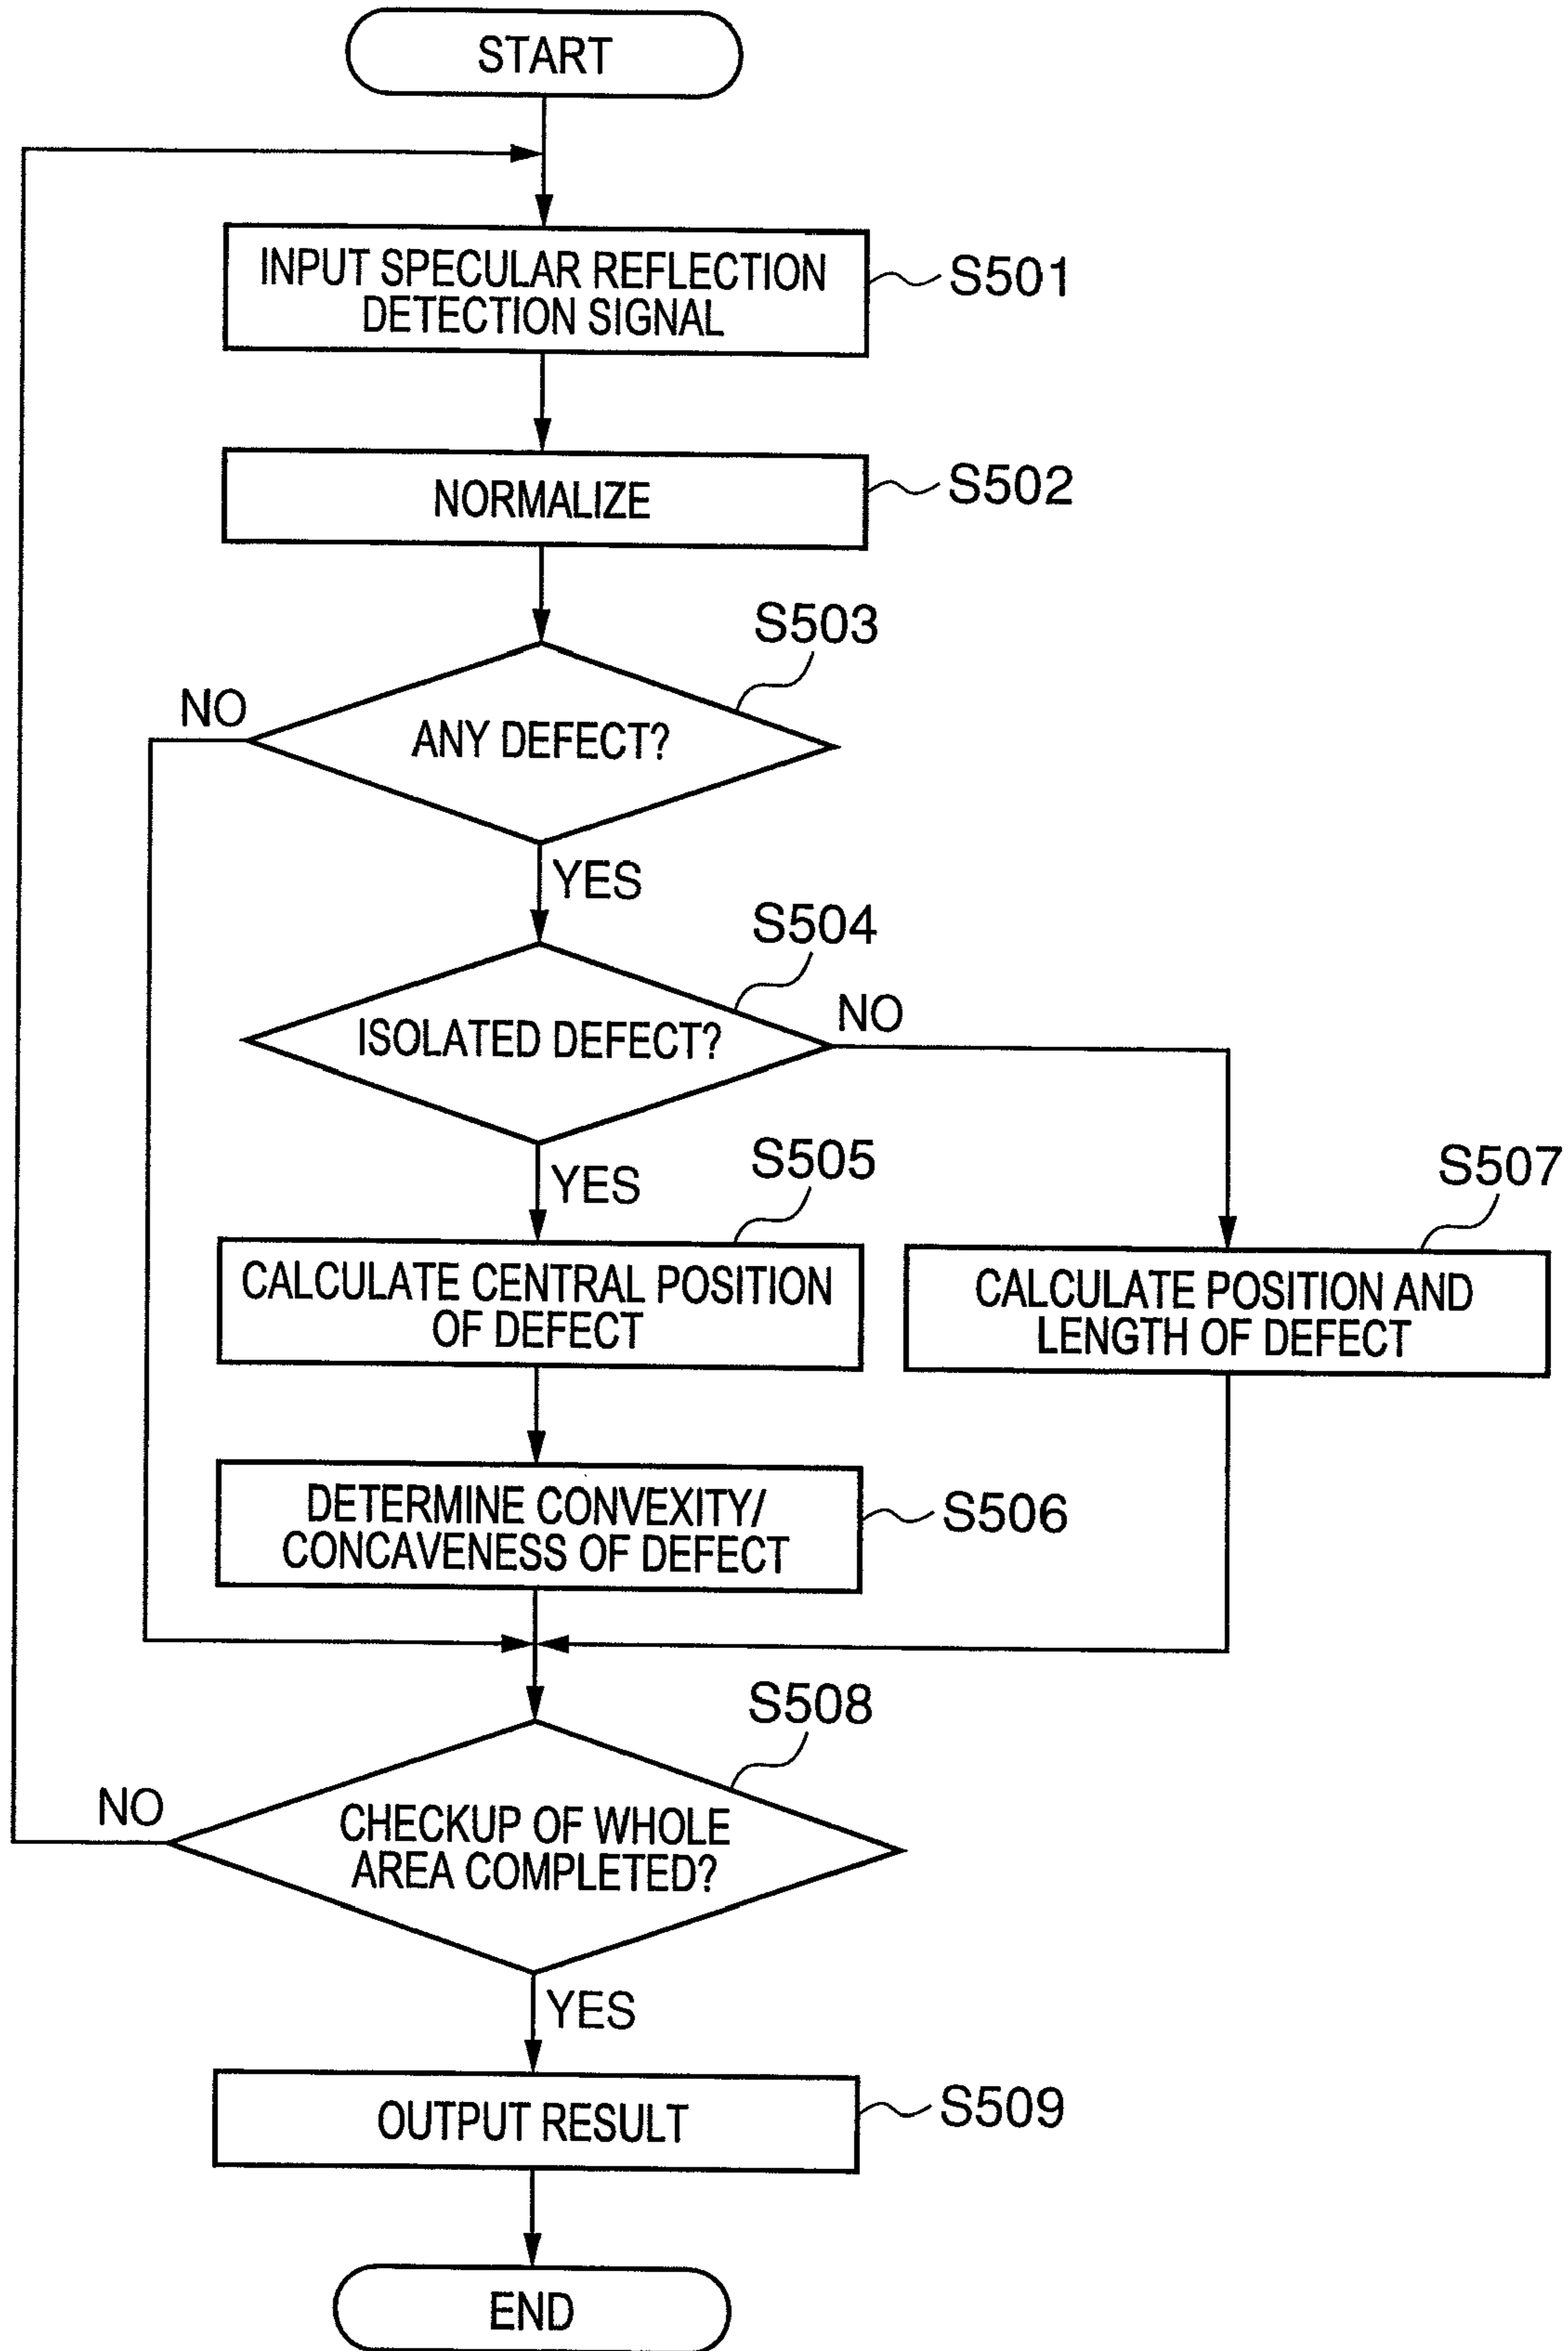 START
INPUT SPECULAR REFLECTION
DETECTION SIGNAL
S501
NORMALIZE
S502
S503
NO
ANY DEFECT?
YES
S504
ISOLATED DEFECT?
NO
YES
S505
CALCULATE CENTRAL POSITION
OF DEFECT
S507
CALCULATE POSITION AND
LENGTH OF DEFECT
DETERMINE CONVEXITY/
CONCAVENESS OF DEFECT
S506
S508
NO
CHECKUP OF WHOLE
AREA COMPLETED?
YES
OUTPUT RESULT
S509
END